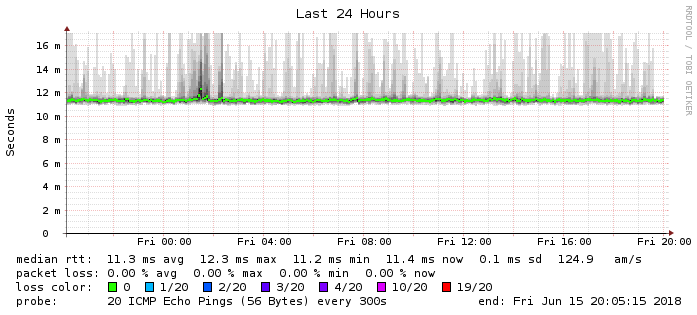 Last 24 Hours
RRDTOOL / TOBI OETIKER
Seconds
16 m
14 m
12 m
10 m
8 m
6 m
4 m
2 m
0
Fri 00:00 Fri 04:00 Fri 08:00 Fri 12:00 Fri 16:00 Fri 20:00
median rtt: 11.3 ms avg 12.3 ms max 11.2 ms min 11.4 ms now 0.1 ms sd 124.9 am/s
packet loss: 0.00 % avg 0.00 % max 0.00 % min 0.00 % now
loss color: 0 1/20 2/20 3/20 4/20 10/20 19/20
probe: 20 ICMP Echo Pings (56 Bytes) every 300s end: Fri Jun 15 20:05:15 2018